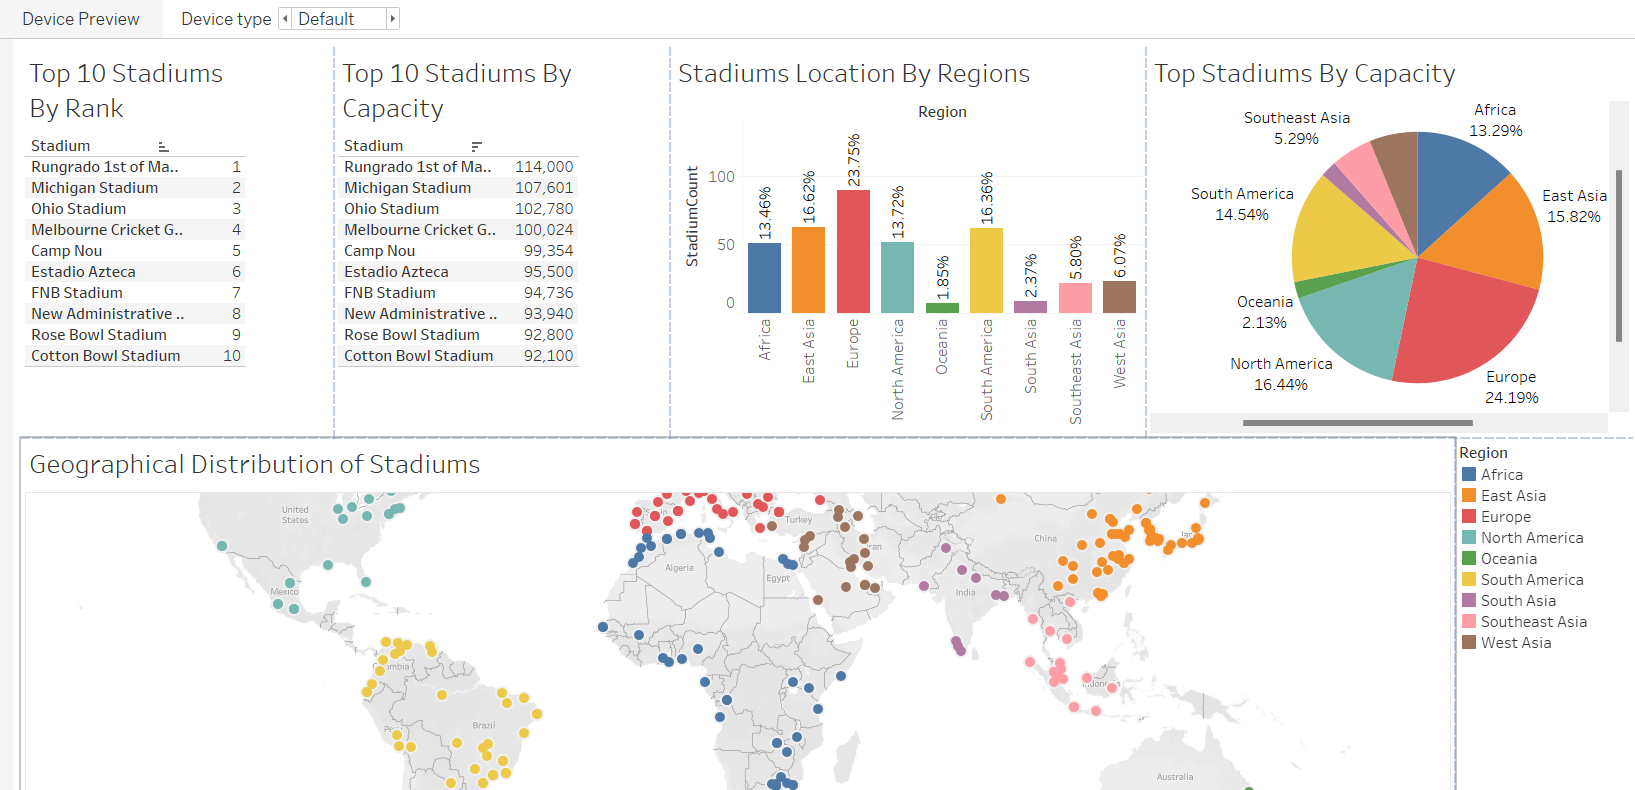 Device Preview
Device type
Default
Top 10 Stadiums
By Rank
Stadium
Rungrado 1st of Ma.. 1
Michigan Stadium 2
Ohio Stadium 3
Melbourne Cricket G.. 4
Camp Nou 5
Estadio Azteca 6
FNB Stadium 7
New Administrative .. 8
Rose Bowl Stadium 9
Cotton Bowl Stadium 10
Top 10 Stadiums By
Capacity
Stadium
Rungrado 1st of Ma.. 114,000
Michigan Stadium 107,601
Ohio Stadium 102,780
Melbourne Cricket G.. 100,024
Camp Nou 99,354
Estadio Azteca 95,500
FNB Stadium 94,736
New Administrative .. 93,940
Rose Bowl Stadium 92,800
Cotton Bowl Stadium 92,100
Stadiums Location By Regions
Region
StadiumCount
100
50
0
13.46%
16.62%
23.75%
13.72%
1.85%
16.36%
2.37%
5.80%
6.07%
Africa
East Asia
Europe
North America
Oceania
South America
South Asia
Southeast Asia
West Asia
Top Stadiums By Capacity
Africa
13.29%
Southeast Asia
5.29%
East Asia
15.82%
South America
14.54%
Oceania
2.13%
North America
16.44%
Europe
24.19%
Geographical Distribution of Stadiums
United
States
Mexico
Brazil
Algeria
Egypt
Turkey
China
India
Australia
Region
Africa
East Asia
Europe
North America
Oceania
South America
South Asia
Southeast Asia
West Asia